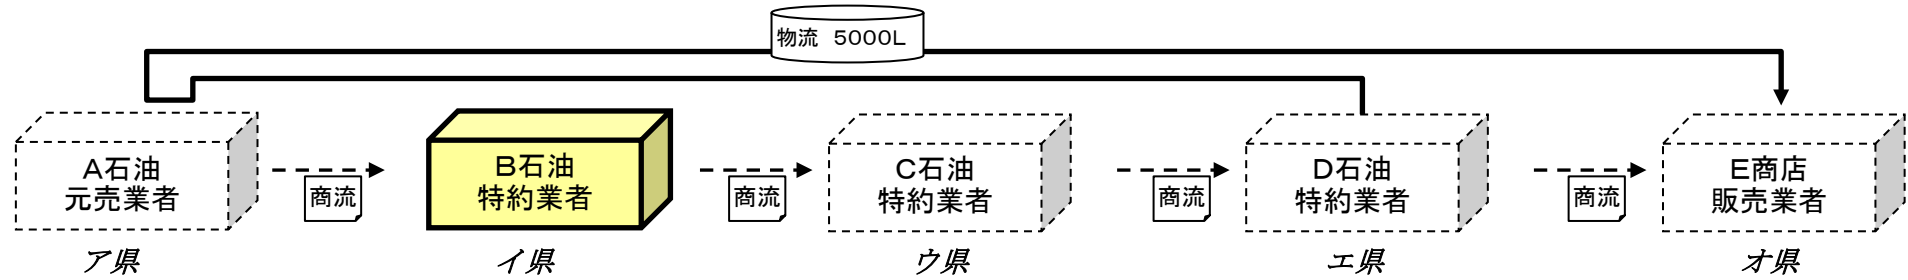 物流 5000L
A石油
元売業者
商流
B石油
特約業者
商流
C石油
特約業者
商流
D石油
特約業者
商流
E商店
販売業者
ア県
イ県
ウ県
エ県
オ県